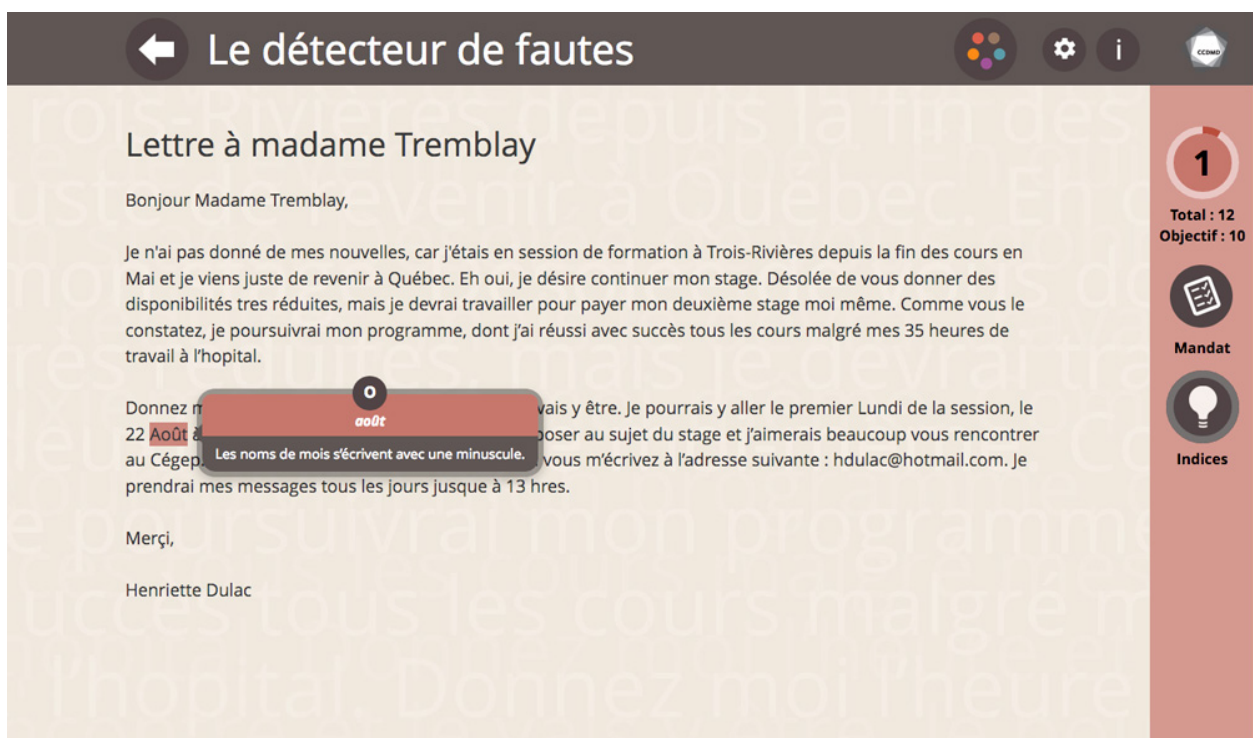 Le détecteur de fautes
i
CCDMD
Lettre à madame Tremblay
Bonjour Madame Tremblay,
Je n'ai pas donné de mes nouvelles, car j'étais en session de formation à Trois-Rivières depuis la fin des cours en
Mai et je viens juste de revenir à Québec. Eh oui, je désire continuer mon stage. Désolée de vous donner des
disponibilités tres réduites, mais je devrai travailler pour payer mon deuxième stage moi même. Comme vous le
constatez, je poursuivrai mon programme, dont j'ai réussi avec succès tous les cours malgré mes 35 heures de
travail à l'hopital.
Donnez vais y être. Je pourrais y aller le premier Lundi de la session, le
22 Août poser au sujet du stage et j'aimerais beaucoup vous rencontrer
au Cégep. vous m'écrivez à l'adresse suivante : hdulac@hotmail.com. Je
prendrai mes messages tous les jours jusque à 13 hres.
Merçi,
Henriette Dulac
O
août
Les noms de mois s'écrivent avec une minuscule.
1
Total : 12
Objectif : 10
Mandat
Indices